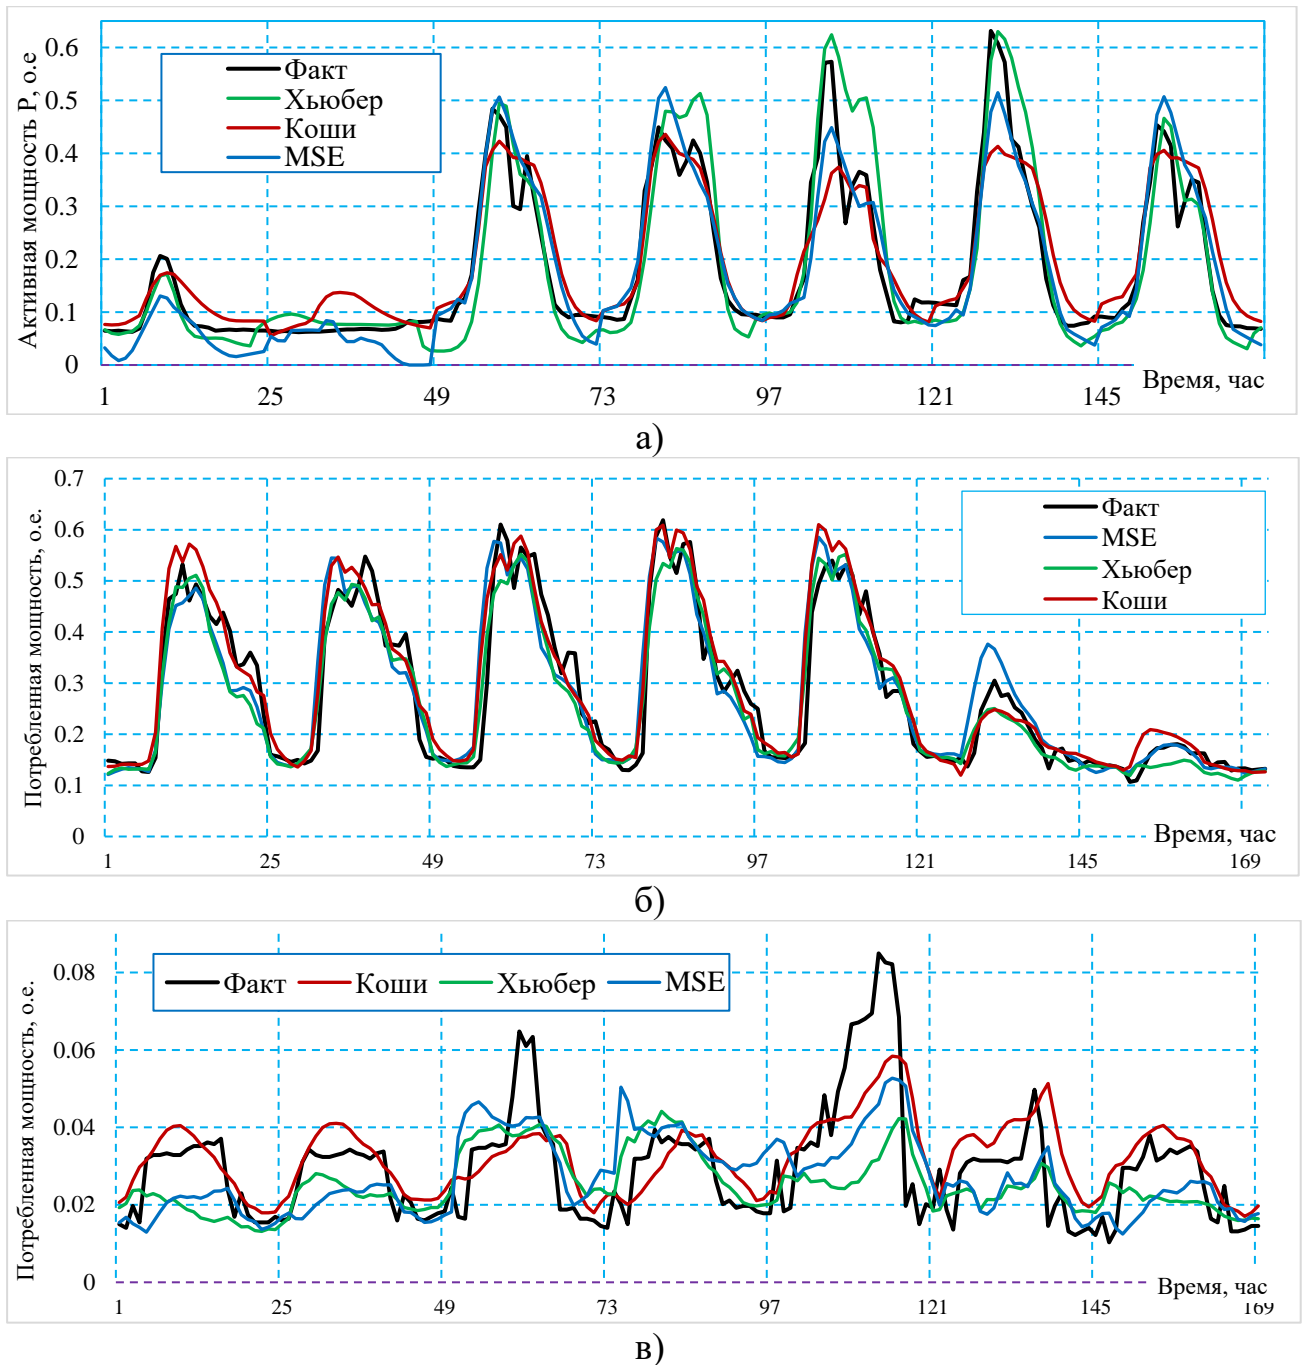 Активная мощность P, о.е
0.6
0.5
0.4
0.3
0.2
0.1
0
Факт
Хьюбер
Коши
MSE
Время, час
1 25 49 73 97 121 145
а)
Потребленная мощность, о.е.
0.7
0.6
0.5
0.4
0.3
0.2
0.1
0
Факт
MSE
Хьюбер
Коши
Время, час
1 25 49 73 97 121 145 169
б)
Потребленная мощность, о.е.
0.08
0.06
0.04
0.02
0
Факт Коши Хьюбер MSE
Время, час
1 25 49 73 97 121 145 169
в)